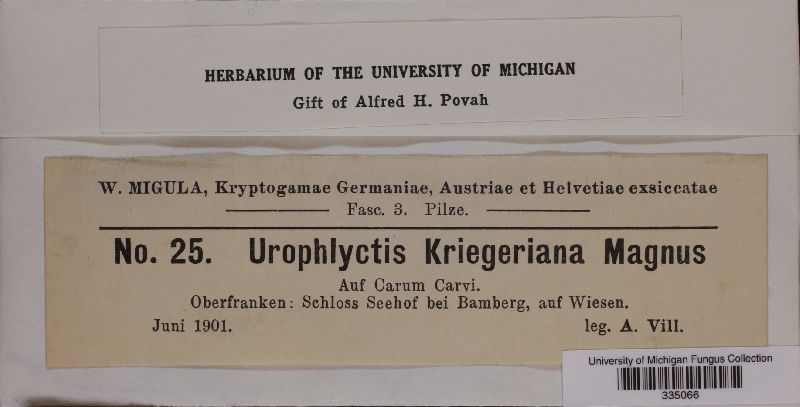 HERBARIUM OF THE UNIVERSITY OF MICHIGAN
Gift of Alfred H. Povah
W. MIGULA, Kryptogamae Germaniae, Austriae et Helvetiae exsiccatae
Fasc. 3. Pilze.
No. 25. Urophlyctis Kriegeriana Magnus
Auf Carum Carvi.
Oberfranken: Schloss Seehof bei Bamberg, auf Wiesen.
Juni 1901. leg. A. Vill.
University of Michigan Fungus Collection
335066